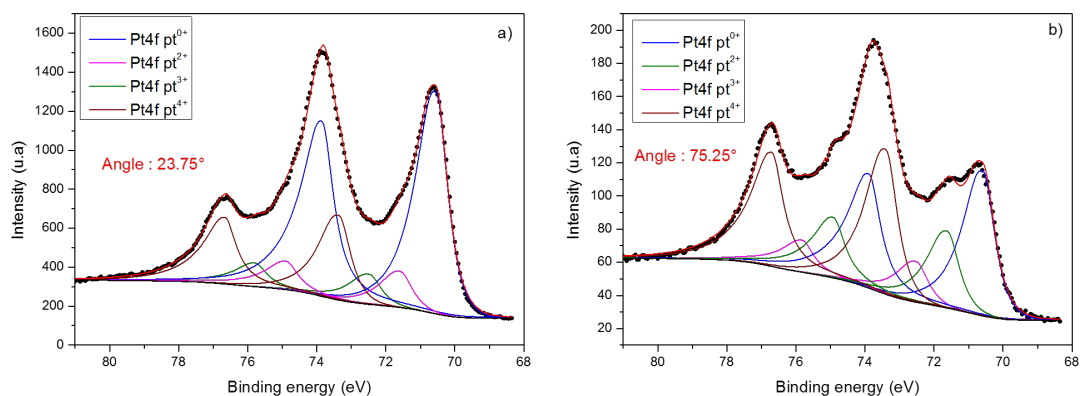 a)
Pt4f pt0+
Pt4f pt2+
Pt4f pt3+
Pt4f pt4+
Angle : 23.75°
Intensity (u.a)
1600
1400
1200
1000
800
600
400
200
0
80 78 76 74 72 70 68
Binding energy (eV)
b)
Pt4f pt0+
Pt4f pt2+
Pt4f pt3+
Pt4f pt4+
Angle : 75.25°
Intensity (u.a)
200
180
160
140
120
100
80
60
40
20
80 78 76 74 72 70 68
Binding energy (eV)